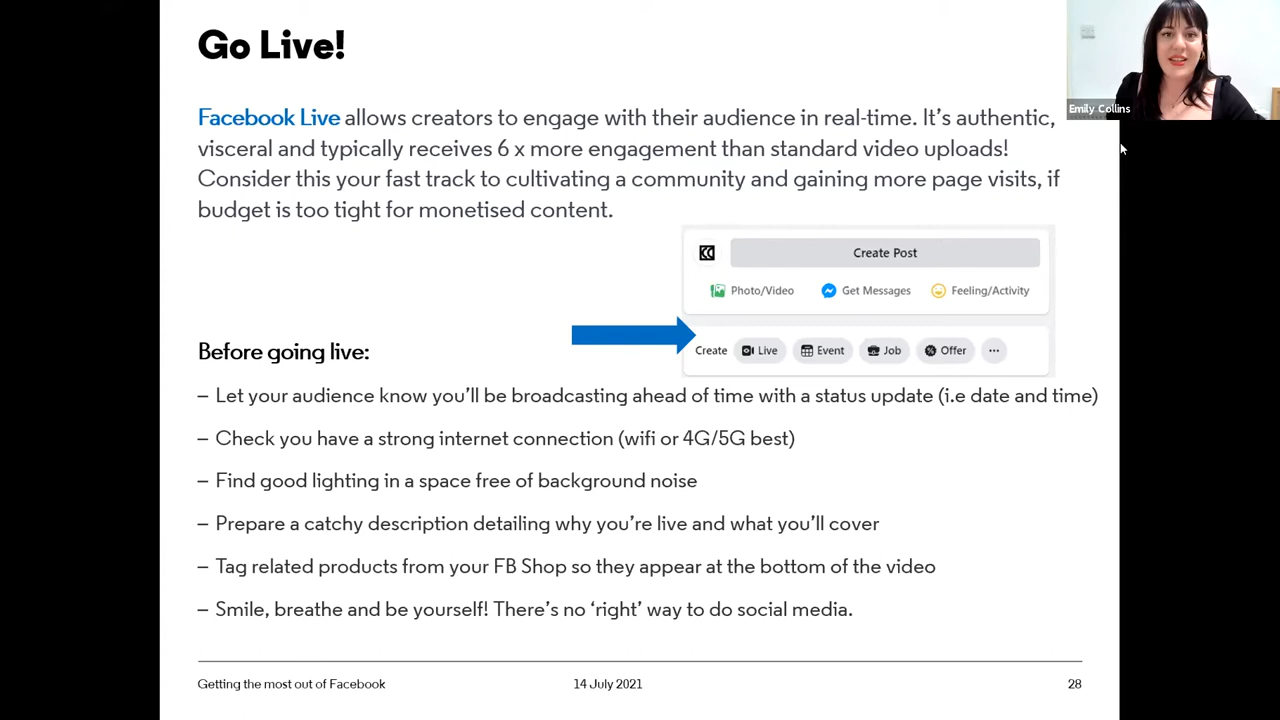 Go Live!
Emily Collins
Facebook Live allows creators to engage with their audience in real-time. It's authentic,
visceral and typically receives 6 x more engagement than standard video uploads!
Consider this your fast track to cultivating a community and gaining more page visits, if
budget is too tight for monetised content.
Create Post
Photo/Video Get Messages Feeling/Activity
Create Live Event Job Offer ...
Before going live:
– Let your audience know you'll be broadcasting ahead of time with a status update (i.e date and time)
– Check you have a strong internet connection (wifi or 4G/5G best)
– Find good lighting in a space free of background noise
– Prepare a catchy description detailing why you're live and what you'll cover
– Tag related products from your FB Shop so they appear at the bottom of the video
– Smile, breathe and be yourself! There's no 'right' way to do social media.
Getting the most out of Facebook 14 July 2021 28